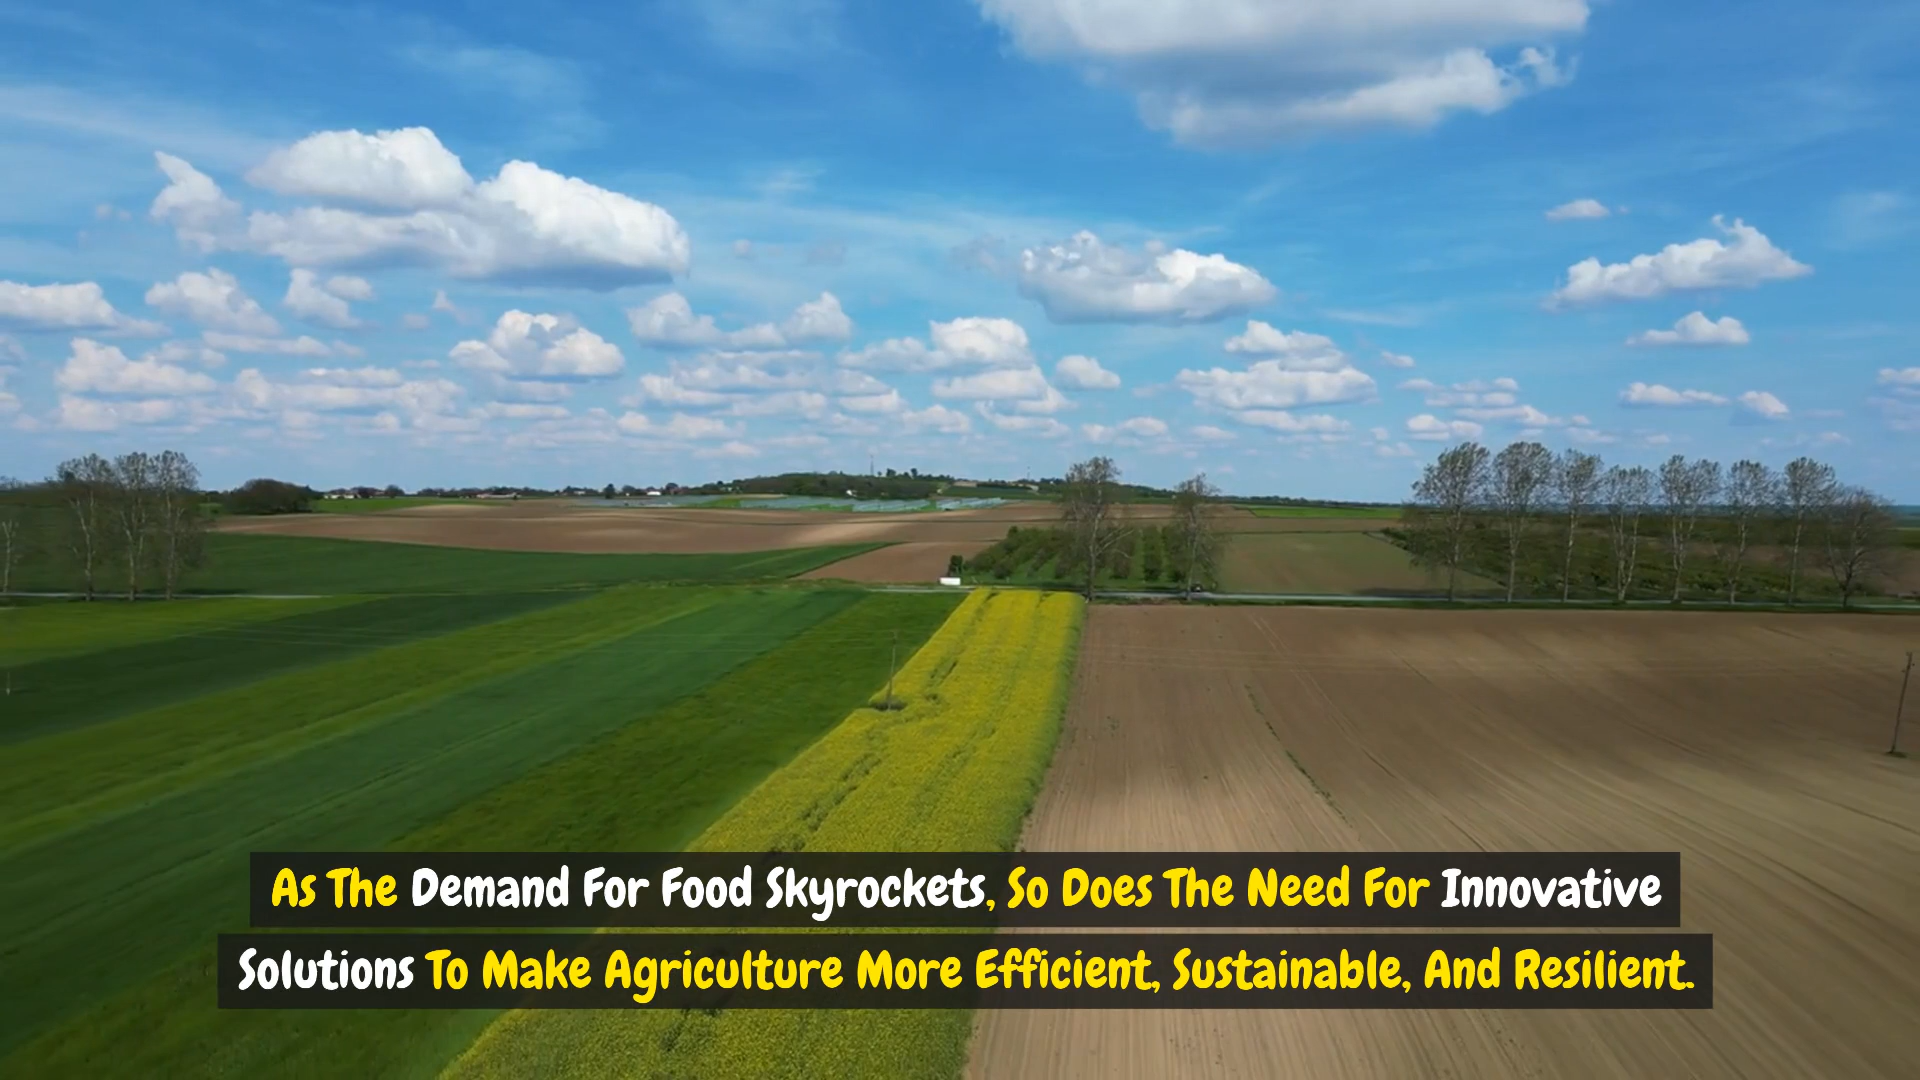 As The Demand For Food Skyrockets, So Does The Need For Innovative
Solutions To Make Agriculture More Efficient, Sustainable, And Resilient.